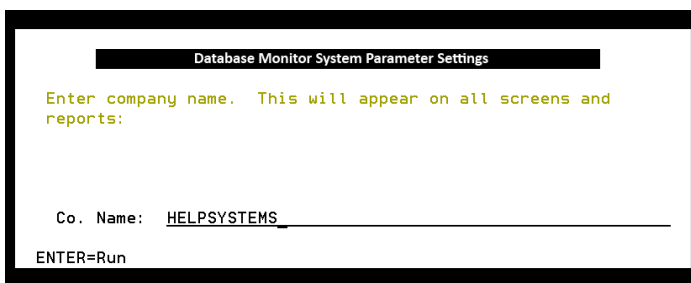 Database Monitor System Parameter Settings
Enter company name.  This will appear on all screens and
reports:
Co. Name:  HELPSYSTEMS_
ENTER=Run